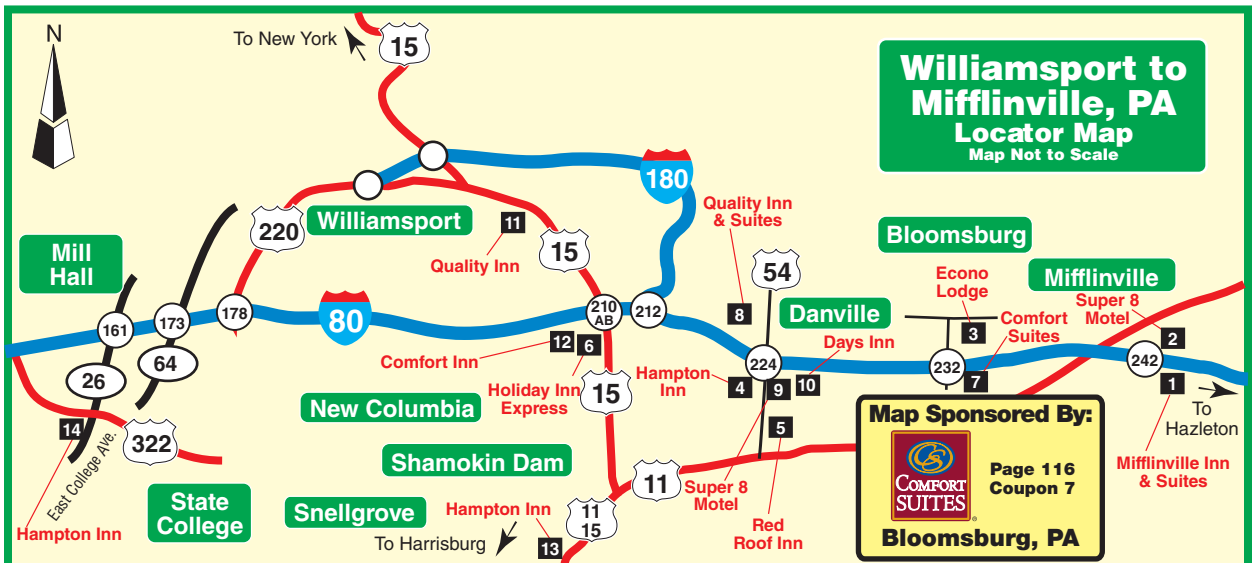 N
To New York
15
Williamsport to
Mifflinville, PA
Locator Map
Map Not to Scale
180
Quality Inn
& Suites
220
Williamsport
11
Quality Inn
15
54
Bloomsburg
Mill
Hall
Econo
Lodge
Mifflinville
Super 8
Motel
161
173
178
80
210
AB
212
8
Danville
3
Comfort
Suites
2
26
64
Comfort Inn
12
6
Holiday Inn
Express
15
Hampton
Inn
4
224
9
10
Days Inn
232
7
242
1
To
Hazleton
New Columbia
14
East College Ave.
322
Hampton Inn
State
College
Shamokin Dam
Snellgrove
Hampton Inn
13
To Harrisburg
11
15
11
Super 8
Motel
5
Red
Roof Inn
Map Sponsored By:
CS
COMFORT
SUITES
®
Page 116
Coupon 7
Bloomsburg, PA
Mifflinville Inn
& Suites